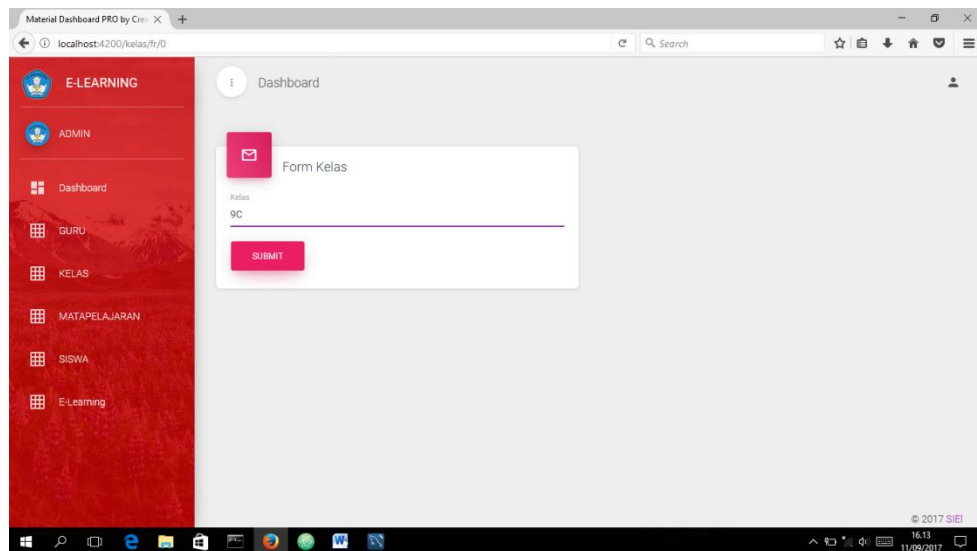 Material Dashboard PRO by Cre
localhost:4200/kelas/fr/0
Search
E-LEARNING
Dashboard
ADMIN
Form Kelas
Dashboard
Kelas
9C
GURU
SUBMIT
KELAS
MATAPELAJARAN
SISWA
E-Learning
© 2017 SIEl
16.13
11/09/2017